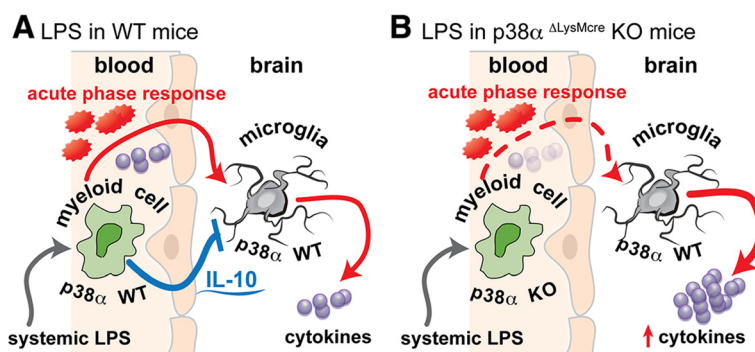 A LPS in WT mice
blood
brain
acute phase response
microglia
myeloid cell
p38α WT
p38α WT
IL-10
systemic LPS
cytokines
B LPS in p38α ΔLysMcre KO mice
blood
brain
acute phase response
microglia
myeloid cell
p38α WT
p38α KO
systemic LPS
cytokines